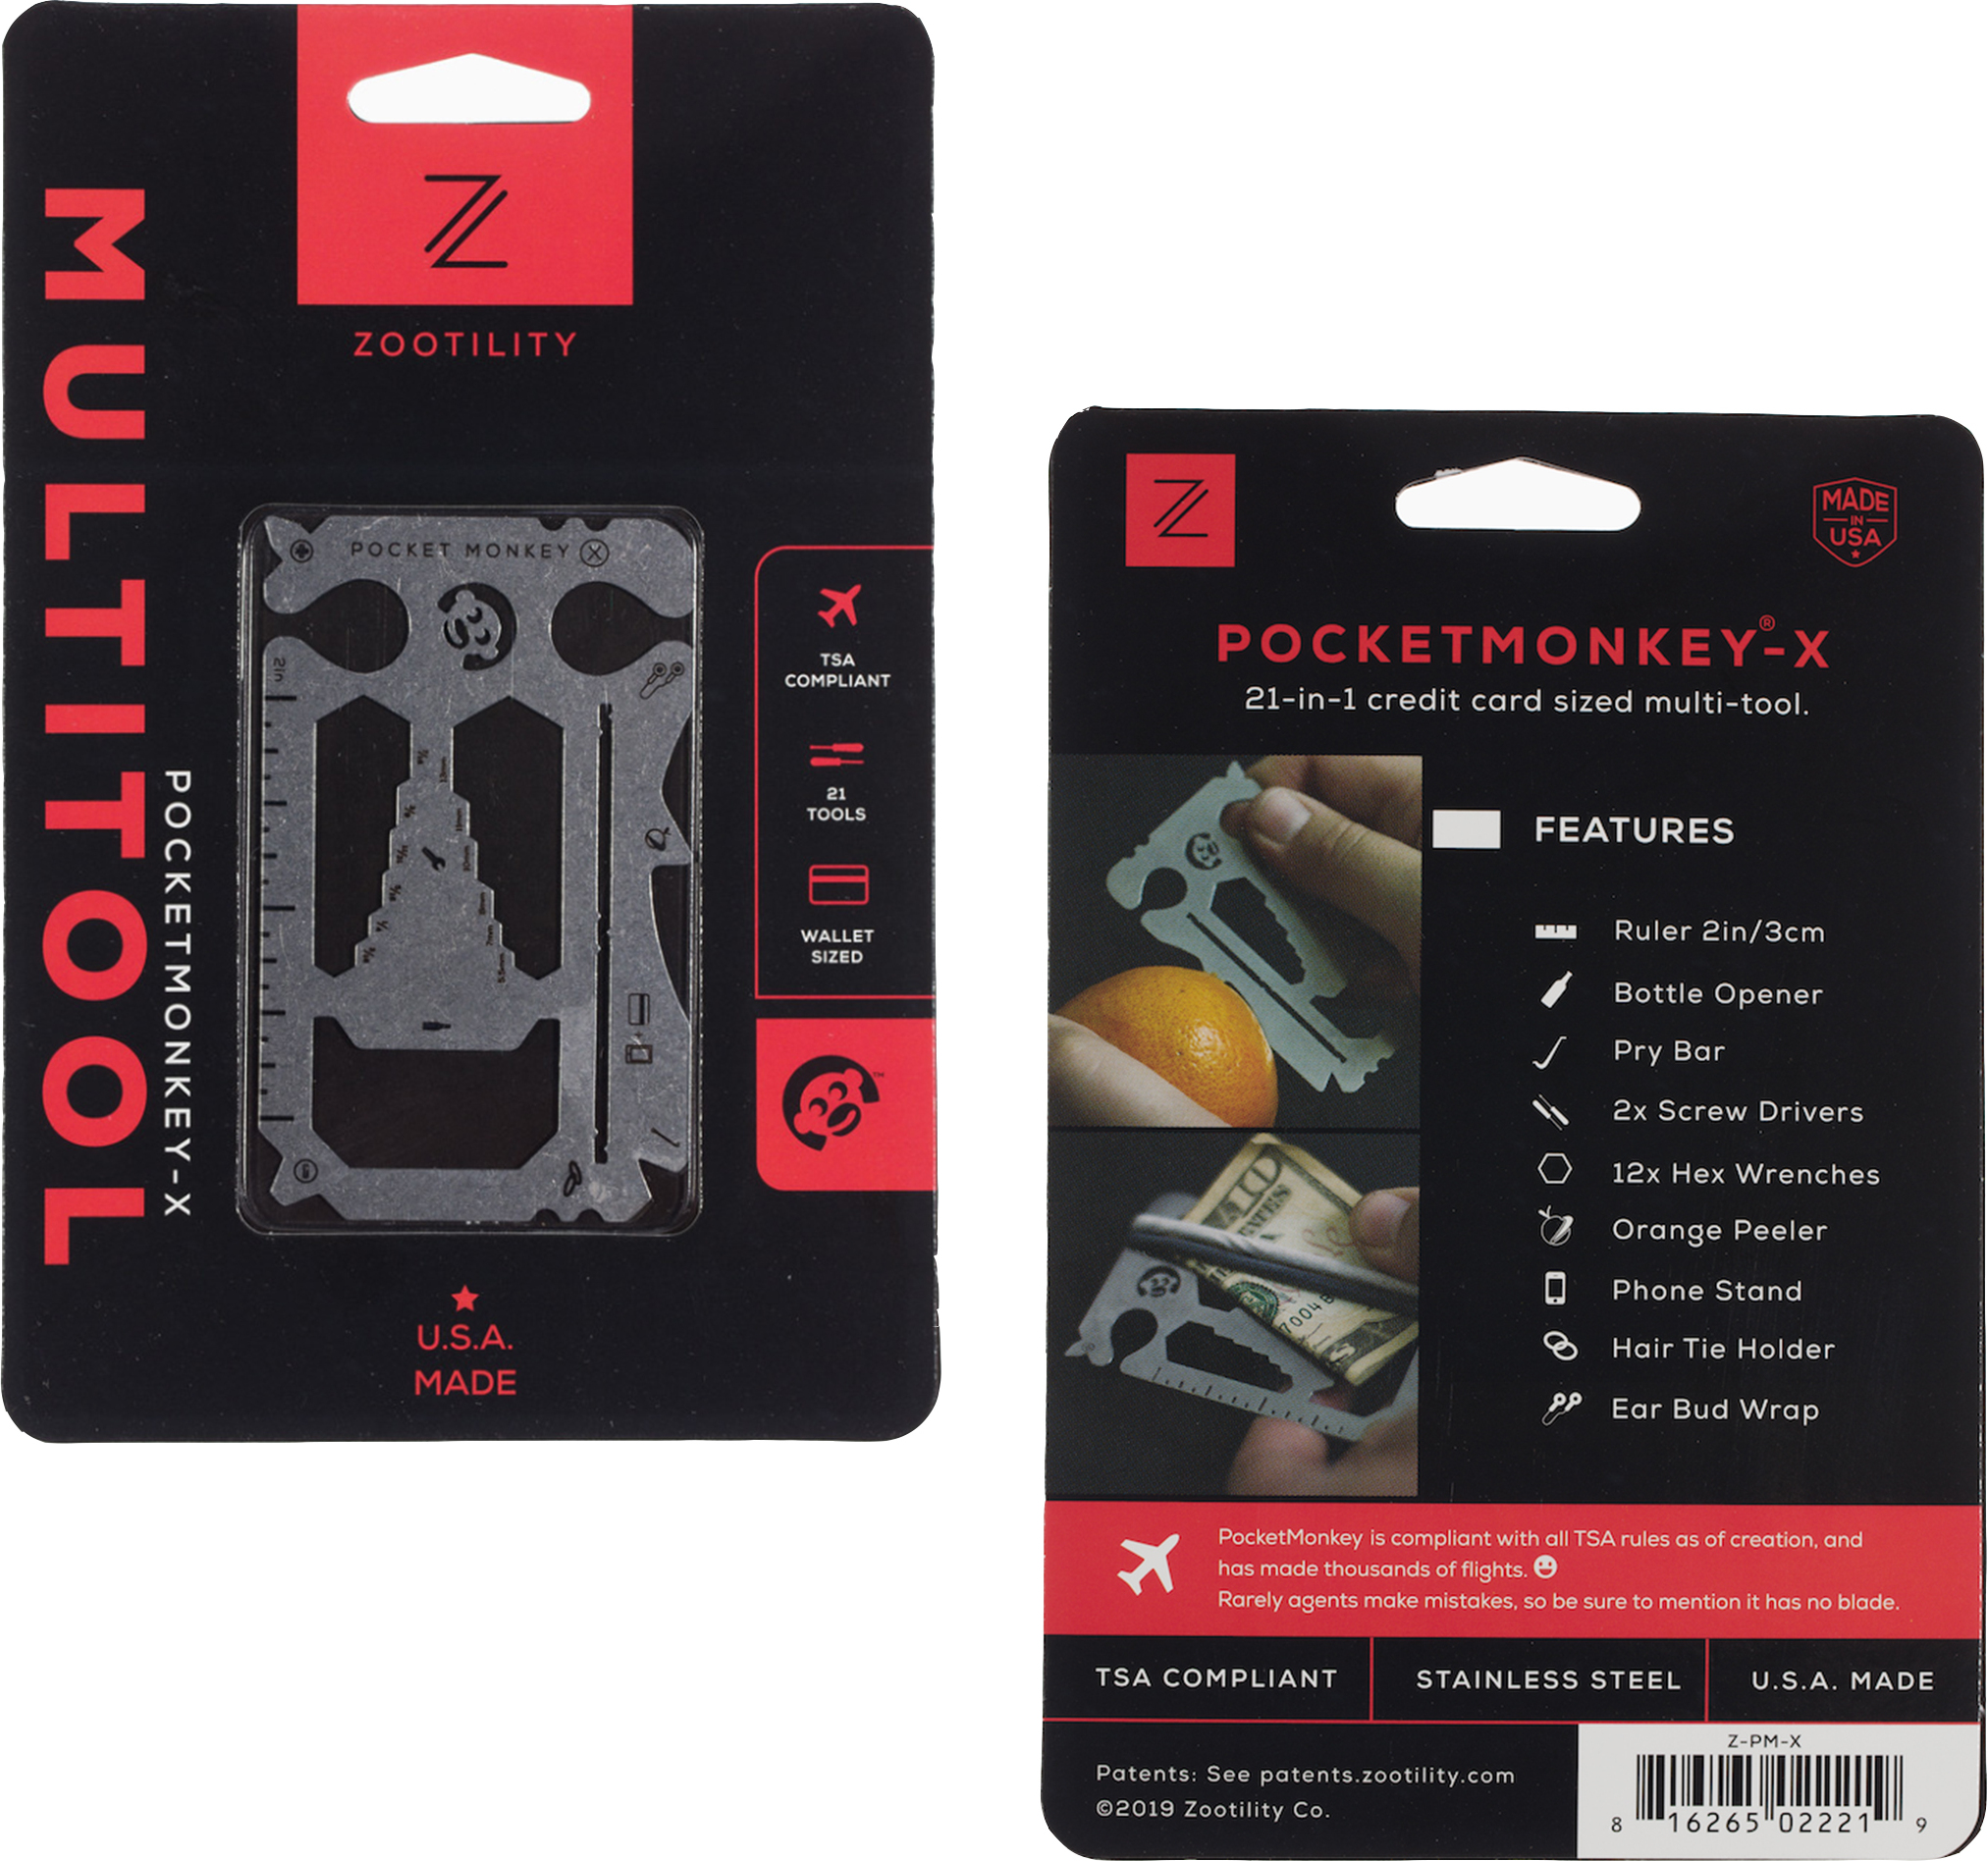 ZOOTILITY
MULTITOOL
POCKETMONKEY-X
POCKET MONKEY X
2in
TSA
COMPLIANT
21
TOOLS
WALLET
SIZED
™
U.S.A.
MADE
MADE
IN
USA
POCKETMONKEY®-X
21-in-1 credit card sized multi-tool.
FEATURES
Ruler 2in/3cm
Bottle Opener
Pry Bar
2x Screw Drivers
12x Hex Wrenches
Orange Peeler
Phone Stand
Hair Tie Holder
Ear Bud Wrap
PocketMonkey is compliant with all TSA rules as of creation, and
has made thousands of flights.
Rarely agents make mistakes, so be sure to mention it has no blade.
TSA COMPLIANT
STAINLESS STEEL
U.S.A. MADE
Patents: See patents.zootility.com
©2019 Zootility Co.
Z-PM-X
8 16265 02221 9